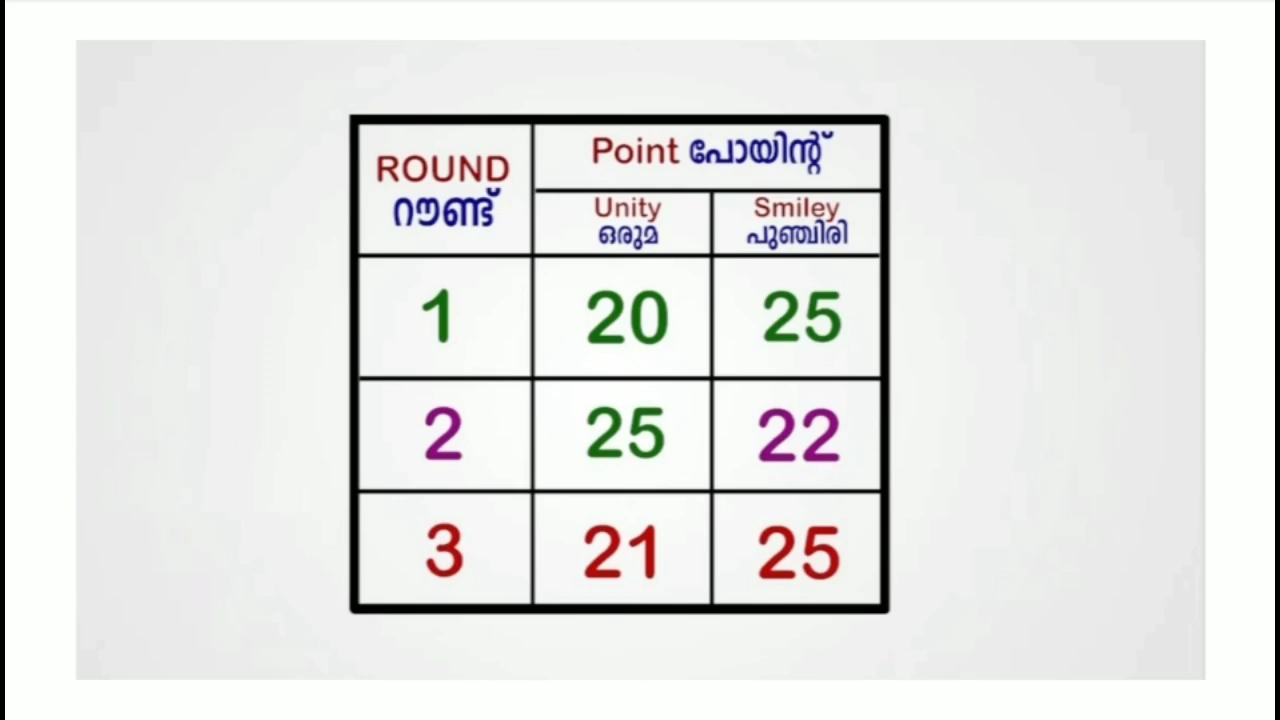 ROUND
റൗണ്ട്
Point പോയിന്റ്
Unity
ഒരുമ
Smiley
പുഞ്ചിരി
1 20 25
2 25 22
3 21 25